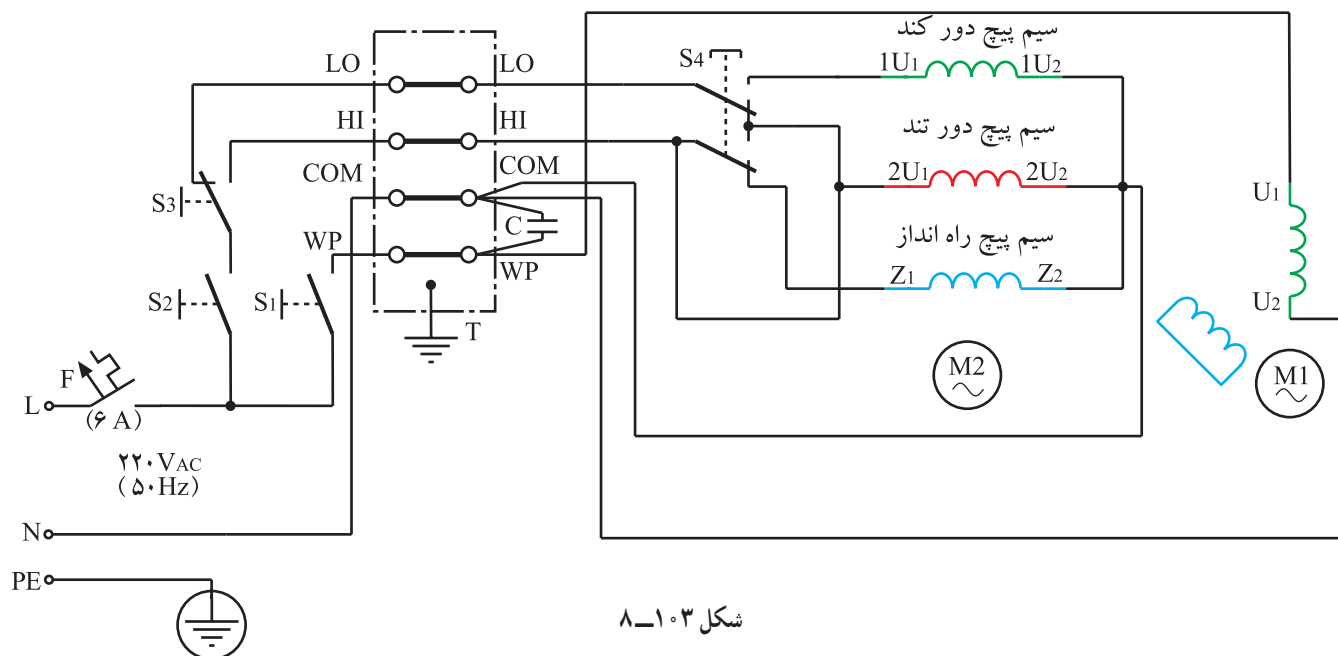 سیم پیچ دور کند
LO
LO
S4
1U1
1U2
HI
HI
سیم پیچ دور تند
COM
COM
2U1
2U2
S3
C
U1
WP
WP
سیم پیچ راه انداز
Z1
Z2
S2
S1
U2
T
M2
M1
F
L
(۶ A)
۲۲۰VAC
(۵۰Hz)
N
PE
شکل ۱۰۳-۸